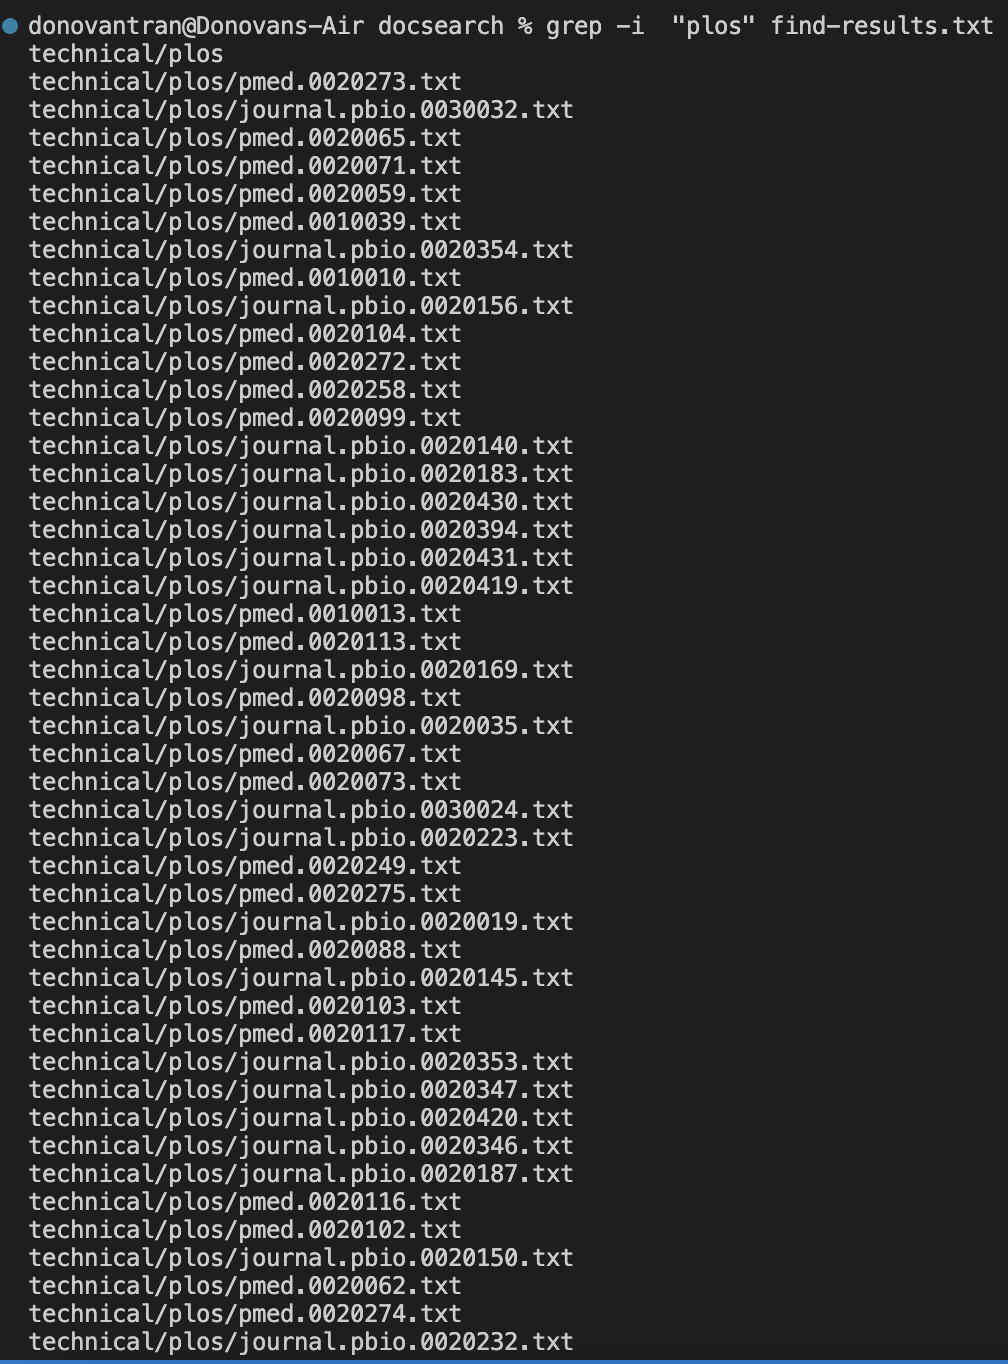 donovantran@Donovans-Air docsearch % grep -i  "plos" find-results.txt
technical/plos
technical/plos/pmed.0020273.txt
technical/plos/journal.pbio.0030032.txt
technical/plos/pmed.0020065.txt
technical/plos/pmed.0020071.txt
technical/plos/pmed.0020059.txt
technical/plos/pmed.0010039.txt
technical/plos/journal.pbio.0020354.txt
technical/plos/pmed.0010010.txt
technical/plos/journal.pbio.0020156.txt
technical/plos/pmed.0020104.txt
technical/plos/pmed.0020272.txt
technical/plos/pmed.0020258.txt
technical/plos/pmed.0020099.txt
technical/plos/journal.pbio.0020140.txt
technical/plos/journal.pbio.0020183.txt
technical/plos/journal.pbio.0020430.txt
technical/plos/journal.pbio.0020394.txt
technical/plos/journal.pbio.0020431.txt
technical/plos/journal.pbio.0020419.txt
technical/plos/pmed.0010013.txt
technical/plos/pmed.0020113.txt
technical/plos/journal.pbio.0020169.txt
technical/plos/pmed.0020098.txt
technical/plos/journal.pbio.0020035.txt
technical/plos/pmed.0020067.txt
technical/plos/pmed.0020073.txt
technical/plos/journal.pbio.0030024.txt
technical/plos/journal.pbio.0020223.txt
technical/plos/pmed.0020249.txt
technical/plos/pmed.0020275.txt
technical/plos/journal.pbio.0020019.txt
technical/plos/pmed.0020088.txt
technical/plos/journal.pbio.0020145.txt
technical/plos/pmed.0020103.txt
technical/plos/pmed.0020117.txt
technical/plos/journal.pbio.0020353.txt
technical/plos/journal.pbio.0020347.txt
technical/plos/journal.pbio.0020420.txt
technical/plos/journal.pbio.0020346.txt
technical/plos/journal.pbio.0020187.txt
technical/plos/pmed.0020116.txt
technical/plos/pmed.0020102.txt
technical/plos/journal.pbio.0020150.txt
technical/plos/pmed.0020062.txt
technical/plos/pmed.0020274.txt
technical/plos/journal.pbio.0020232.txt